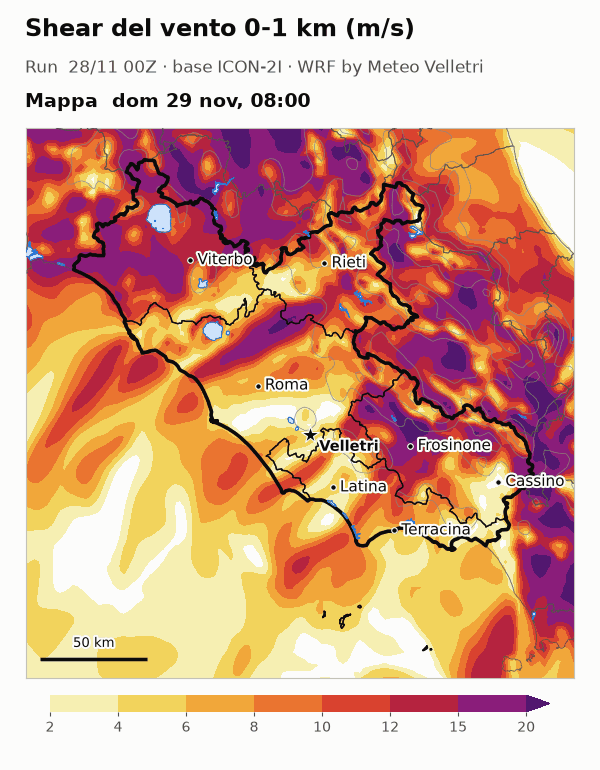 Shear del vento 0-1 km (m/s)
Run  28/11 00Z · base ICON-2I · WRF by Meteo Velletri
Mappa  dom 29 nov, 08:00
Viterbo
Rieti
Roma
Velletri
Frosinone
Cassino
Latina
Terracina
50 km
2 4 6 8 10 12 15 20